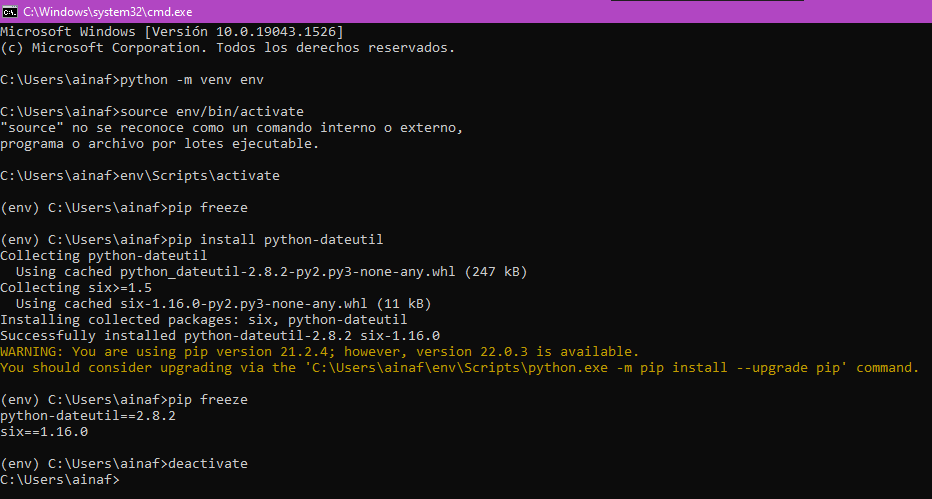 C:\Windows\system32\cmd.exe
Microsoft Windows [Versión 10.0.19043.1526]
(c) Microsoft Corporation. Todos los derechos reservados.
C:\Users\ainaf>python -m venv env
C:\Users\ainaf>source env/bin/activate
"source" no se reconoce como un comando interno o externo,
programa o archivo por lotes ejecutable.
C:\Users\ainaf>env\Scripts\activate
(env) C:\Users\ainaf>pip freeze
(env) C:\Users\ainaf>pip install python-dateutil
Collecting python-dateutil
  Using cached python_dateutil-2.8.2-py2.py3-none-any.whl (247 kB)
Collecting six>=1.5
  Using cached six-1.16.0-py2.py3-none-any.whl (11 kB)
Installing collected packages: six, python-dateutil
Successfully installed python-dateutil-2.8.2 six-1.16.0
WARNING: You are using pip version 21.2.4; however, version 22.0.3 is available.
You should consider upgrading via the 'C:\Users\ainaf\env\Scripts\python.exe -m pip install --upgrade pip' command.
(env) C:\Users\ainaf>pip freeze
python-dateutil==2.8.2
six==1.16.0
(env) C:\Users\ainaf>deactivate
C:\Users\ainaf>